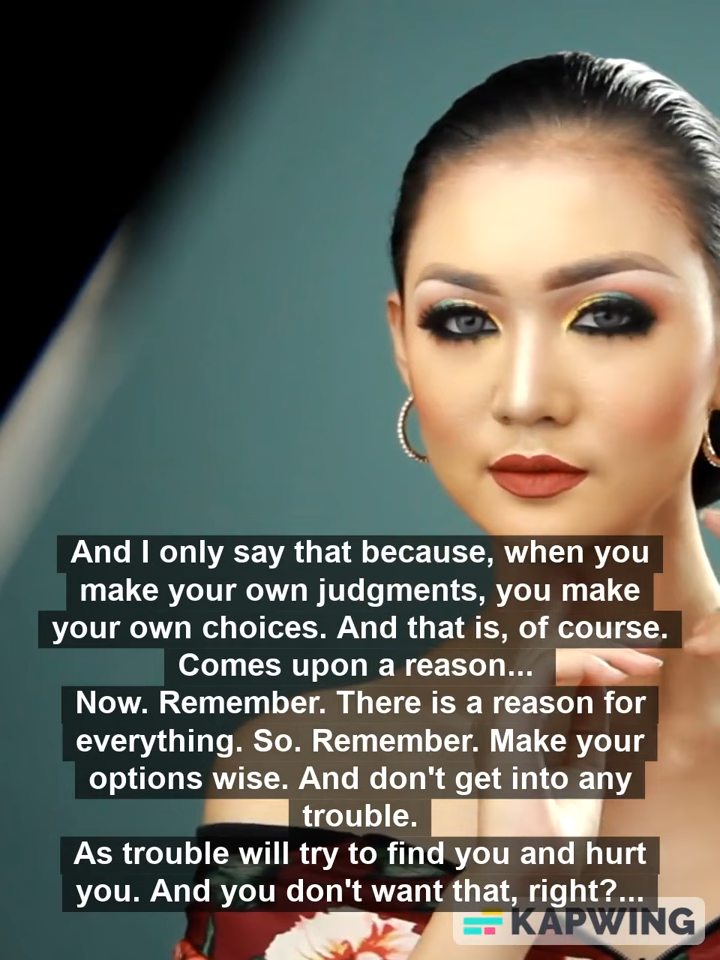 And I only say that because, when you
make your own judgments, you make
your own choices. And that is, of course.
Comes upon a reason...
Now. Remember. There is a reason for
everything. So. Remember. Make your
options wise. And don't get into any
trouble.
As trouble will try to find you and hurt
you. And you don't want that, right?...
KAPWING